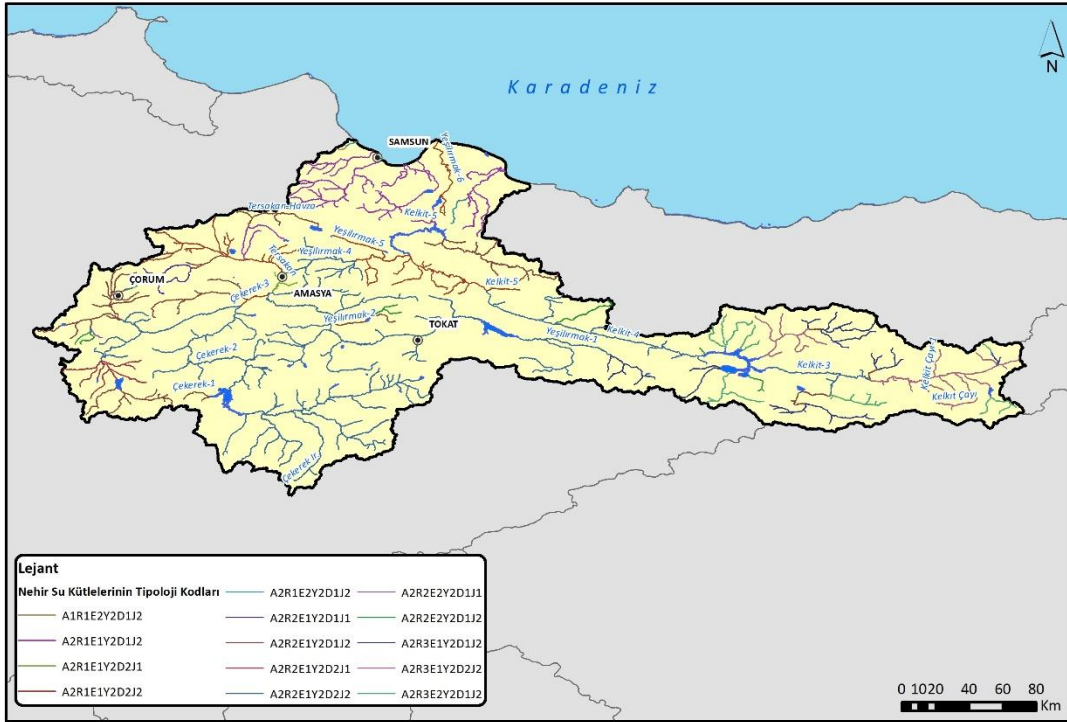 N
Karadeniz
SAMSUN
Yeşilırmak-6
Tersakan Havza
Kelkit-5
Yeşilırmak-5
Yeşilırmak-4
Tersakan
Kelkit-5
ÇORUM
Çekerek-3
AMASYA
Yeşilırmak-2
TOKAT
Yeşilırmak-1
Kelkit-4
Çekerek-2
Kelkit-3
Kelkit Çayı-1
Çekerek-1
Kelkit Çayı
Çekerek Ir.
Lejant
Nehir Su Kütlelerinin Tipoloji Kodları
A1R1E2Y2D1J2
A2R1E1Y2D1J2
A2R1E1Y2D2J1
A2R1E1Y2D2J2
A2R1E2Y2D1J2
A2R2E1Y2D1J1
A2R2E1Y2D1J2
A2R2E1Y2D2J1
A2R2E1Y2D2J2
A2R2E2Y2D1J1
A2R2E2Y2D1J2
A2R3E1Y2D1J2
A2R3E1Y2D2J2
A2R3E2Y2D1J2
0 10 20 40 60 80
Km